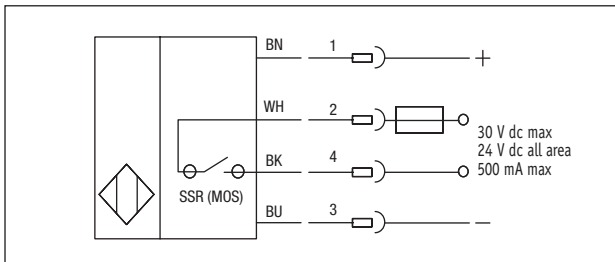 BN 1 +
WH 2
30 V dc max
24 V dc all area
500 mA max
BK 4
SSR (MOS)
BU 3 –